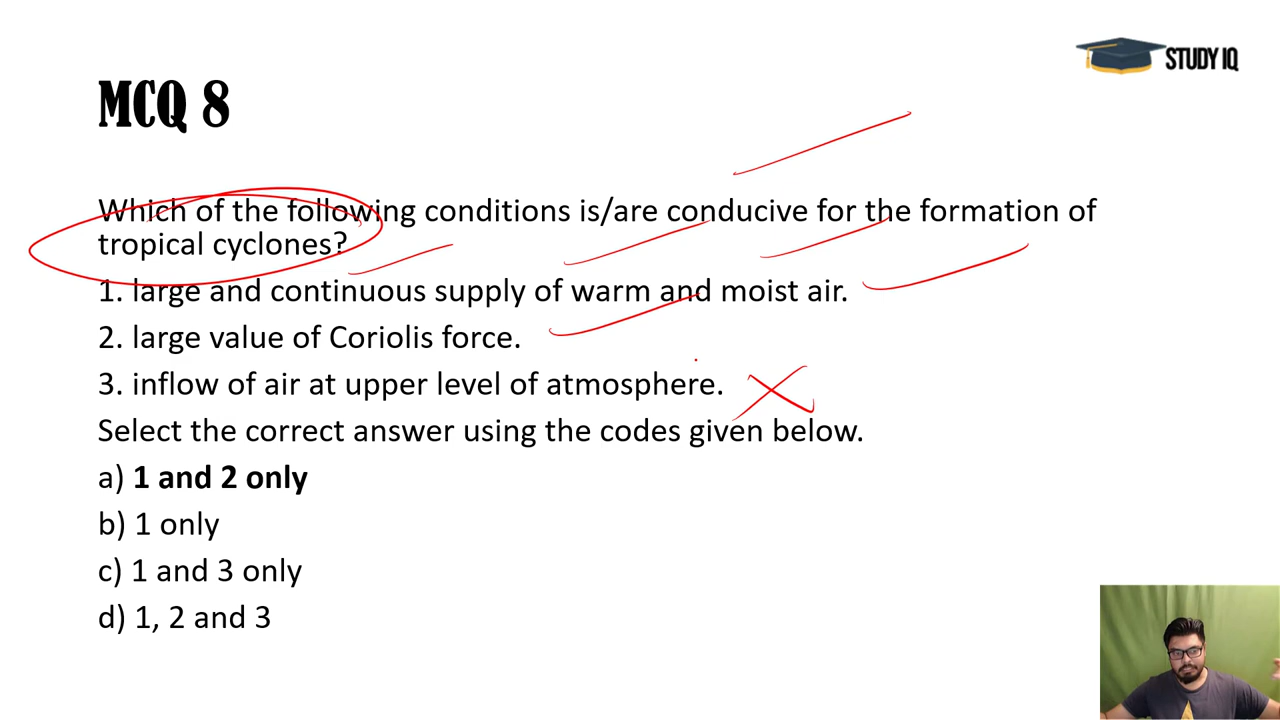 STUDY IQ
MCQ 8
Which of the following conditions is/are conducive for the formation of
tropical cyclones?
1. large and continuous supply of warm and moist air.
2. large value of Coriolis force.
3. inflow of air at upper level of atmosphere.
Select the correct answer using the codes given below.
a) 1 and 2 only
b) 1 only
c) 1 and 3 only
d) 1, 2 and 3